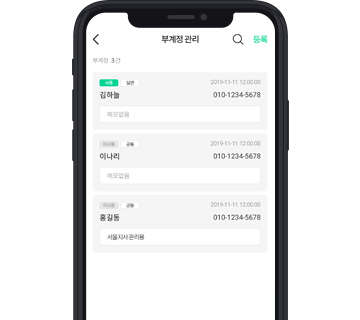 부계정 관리 등록
부계정 3건
사용 일반 2019-11-11 12:00:00
김하늘 010-1234-5678
메모없음
미사용 공동 2019-11-11 12:00:00
이나리 010-1234-5678
메모없음
미사용 공동 2019-11-11 12:00:00
홍길동 010-1234-5678
서울지사 관리용